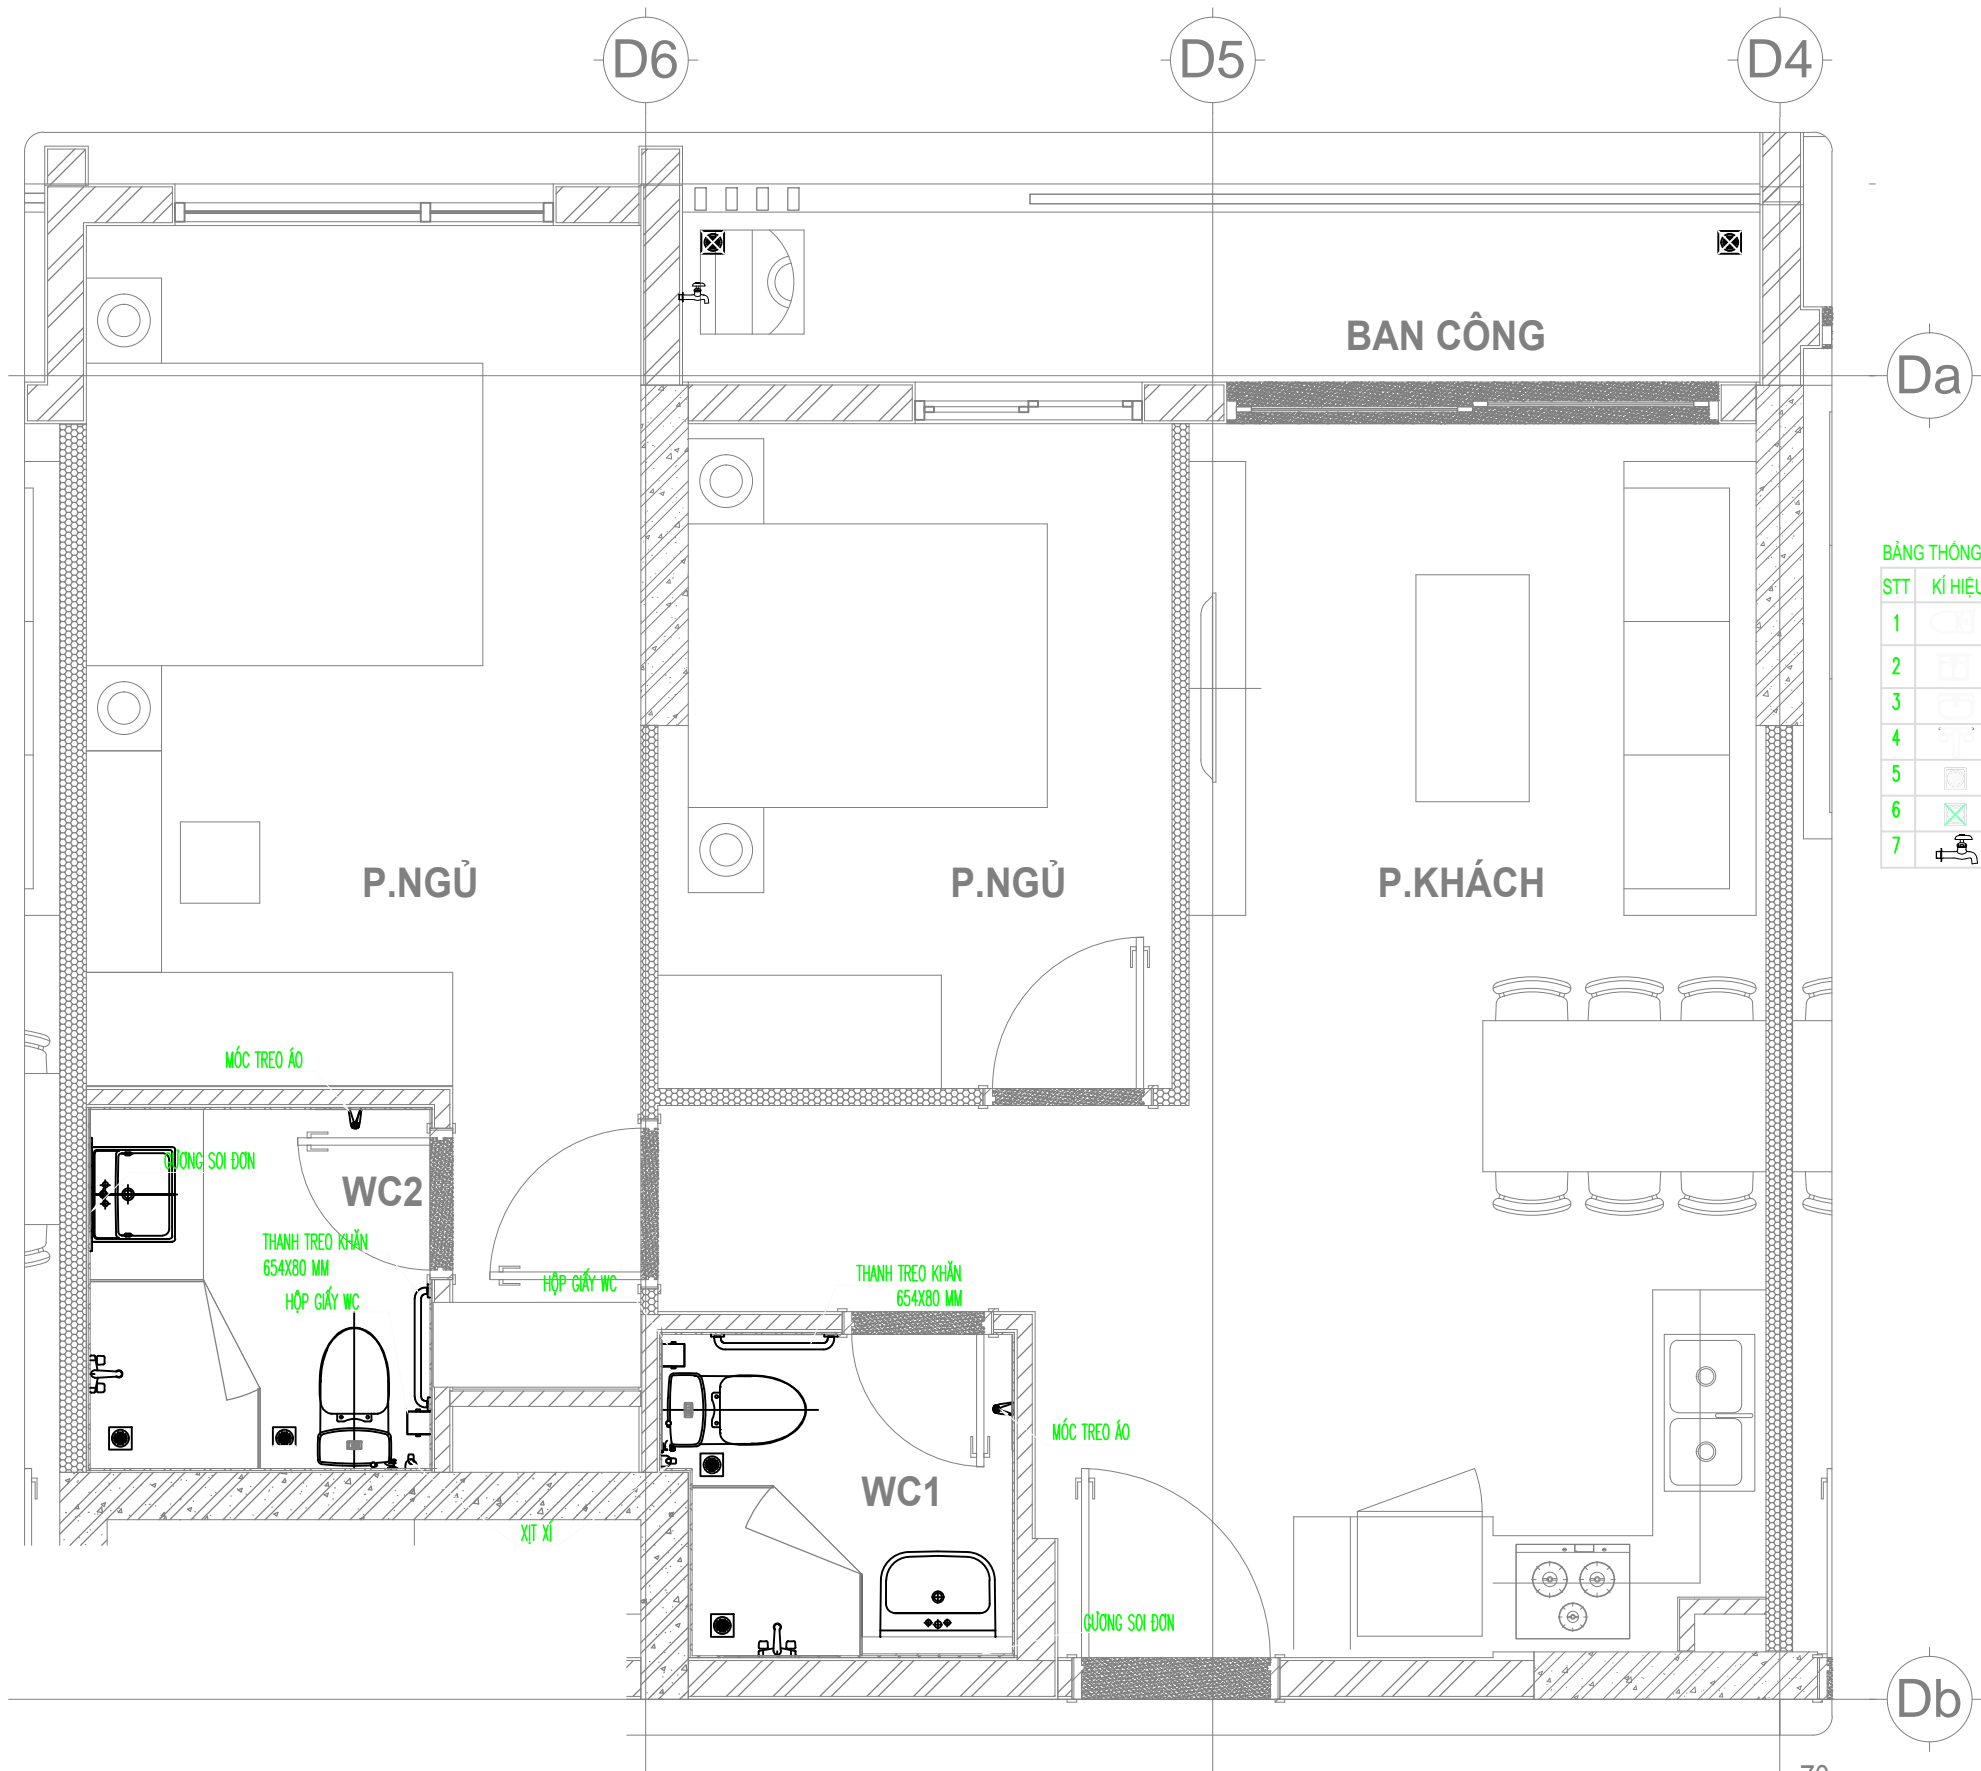 D6
D5
D4
BAN CÔNG
Da
BẢNG THỐNG
STT KÍ HIỆU
1
2
3
4
5
6
7
P.NGỦ
P.NGỦ
P.KHÁCH
MÓC TREO ÁO
GƯƠNG SOI ĐƠN
WC2
THANH TREO KHĂN
654X80 MM
HỘP GIẤY WC
HỘP GIẤY WC
THANH TREO KHĂN
654X80 MM
MÓC TREO ÁO
WC1
XỊT XÍ
GƯƠNG SOI ĐƠN
Db